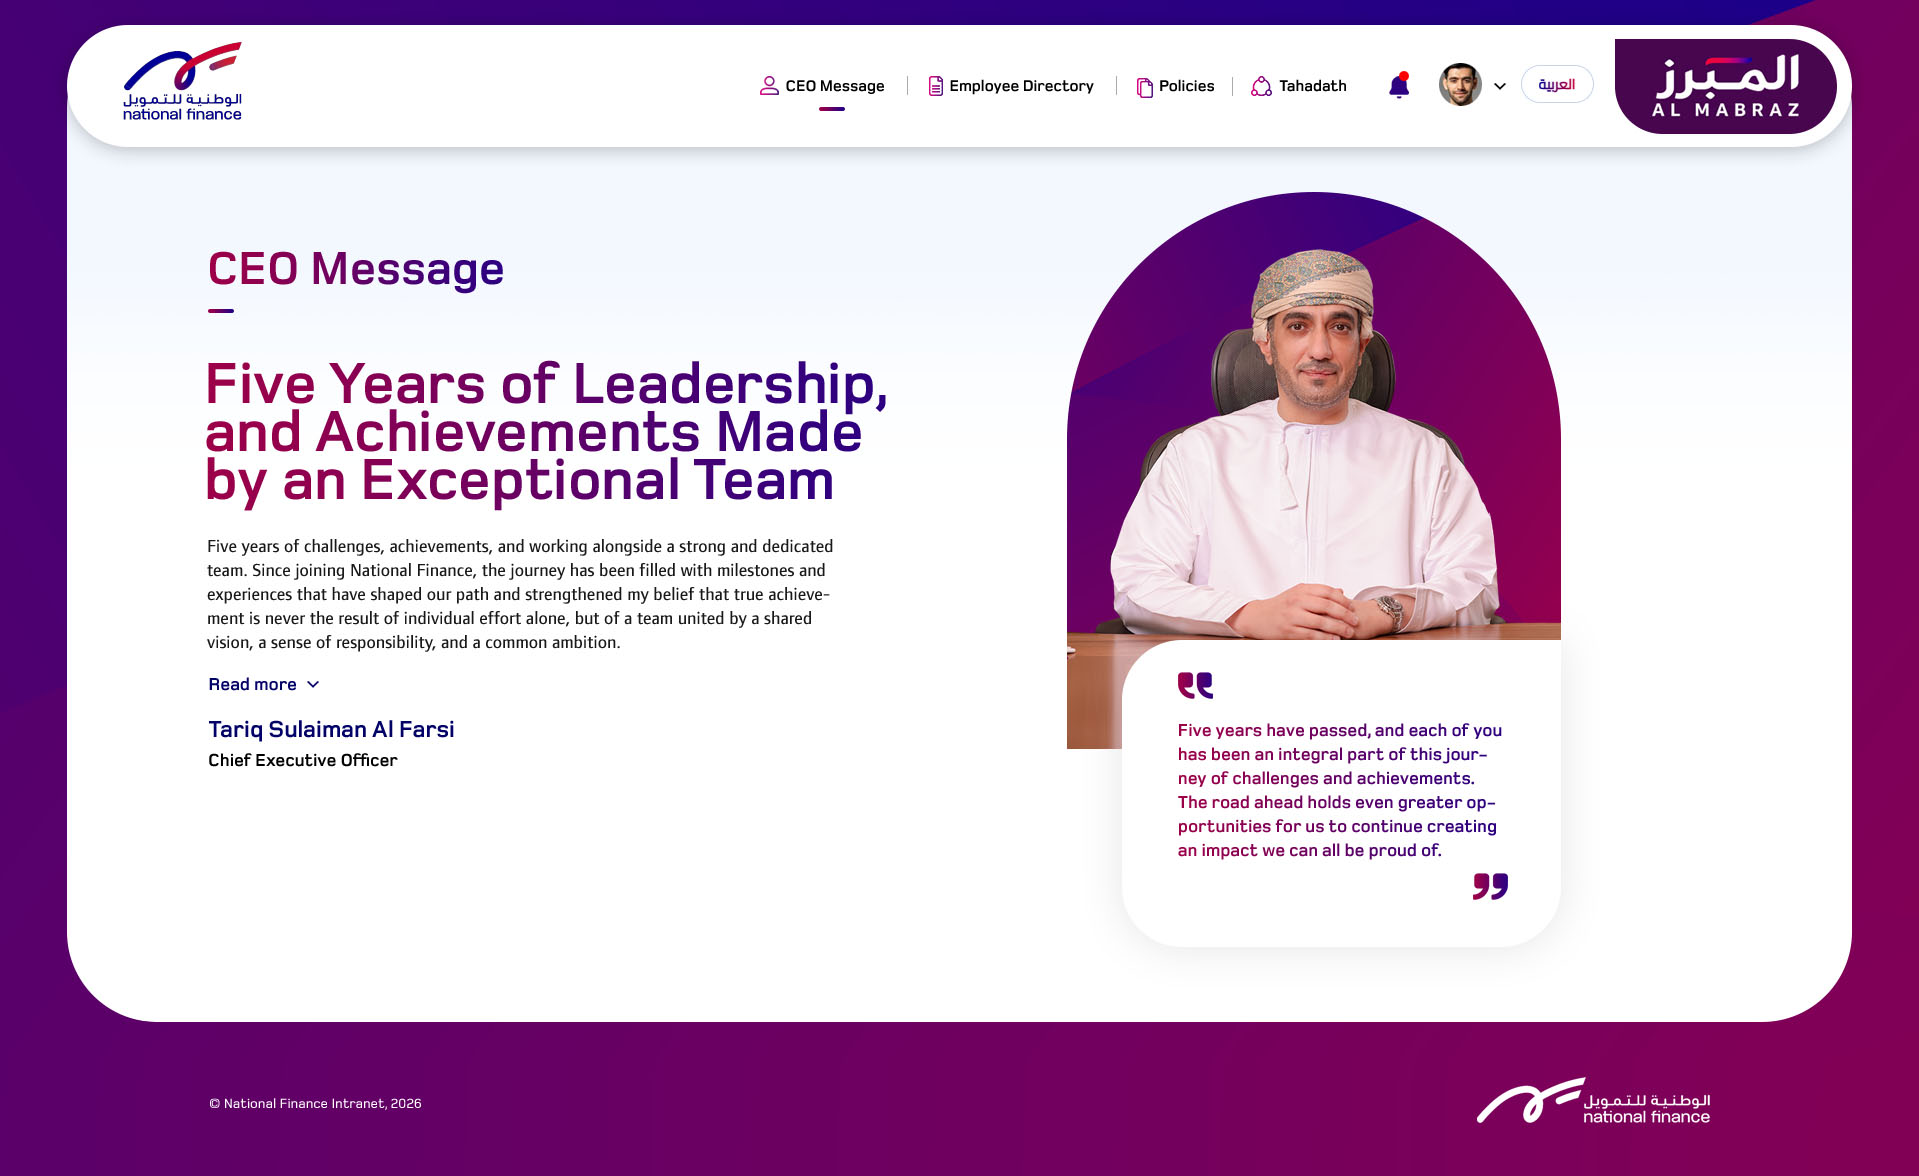 الوطنية للتمويل
national finance
CEO Message
Employee Directory
Policies
Tahadath
العربية
المبرز
AL MABRAZ
CEO Message
Five Years of Leadership,
and Achievements Made
by an Exceptional Team
Five years of challenges, achievements, and working alongside a strong and dedicated
team. Since joining National Finance, the journey has been filled with milestones and
experiences that have shaped our path and strengthened my belief that true achieve-
ment is never the result of individual effort alone, but of a team united by a shared
vision, a sense of responsibility, and a common ambition.
Read more
Tariq Sulaiman Al Farsi
Chief Executive Officer
Five years have passed, and each of you
has been an integral part of this jour-
ney of challenges and achievements.
The road ahead holds even greater op-
portunities for us to continue creating
an impact we can all be proud of.
© National Finance Intranet, 2026
الوطنية للتمويل
national finance